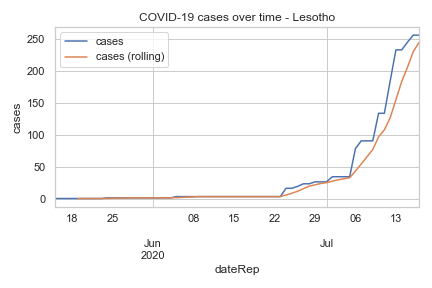 COVID-19 cases over time - Lesotho
cases
cases (rolling)
250
200
150
100
50
0
cases
18 25 08 15 22 29 06 13
Jun Jul
2020
dateRep